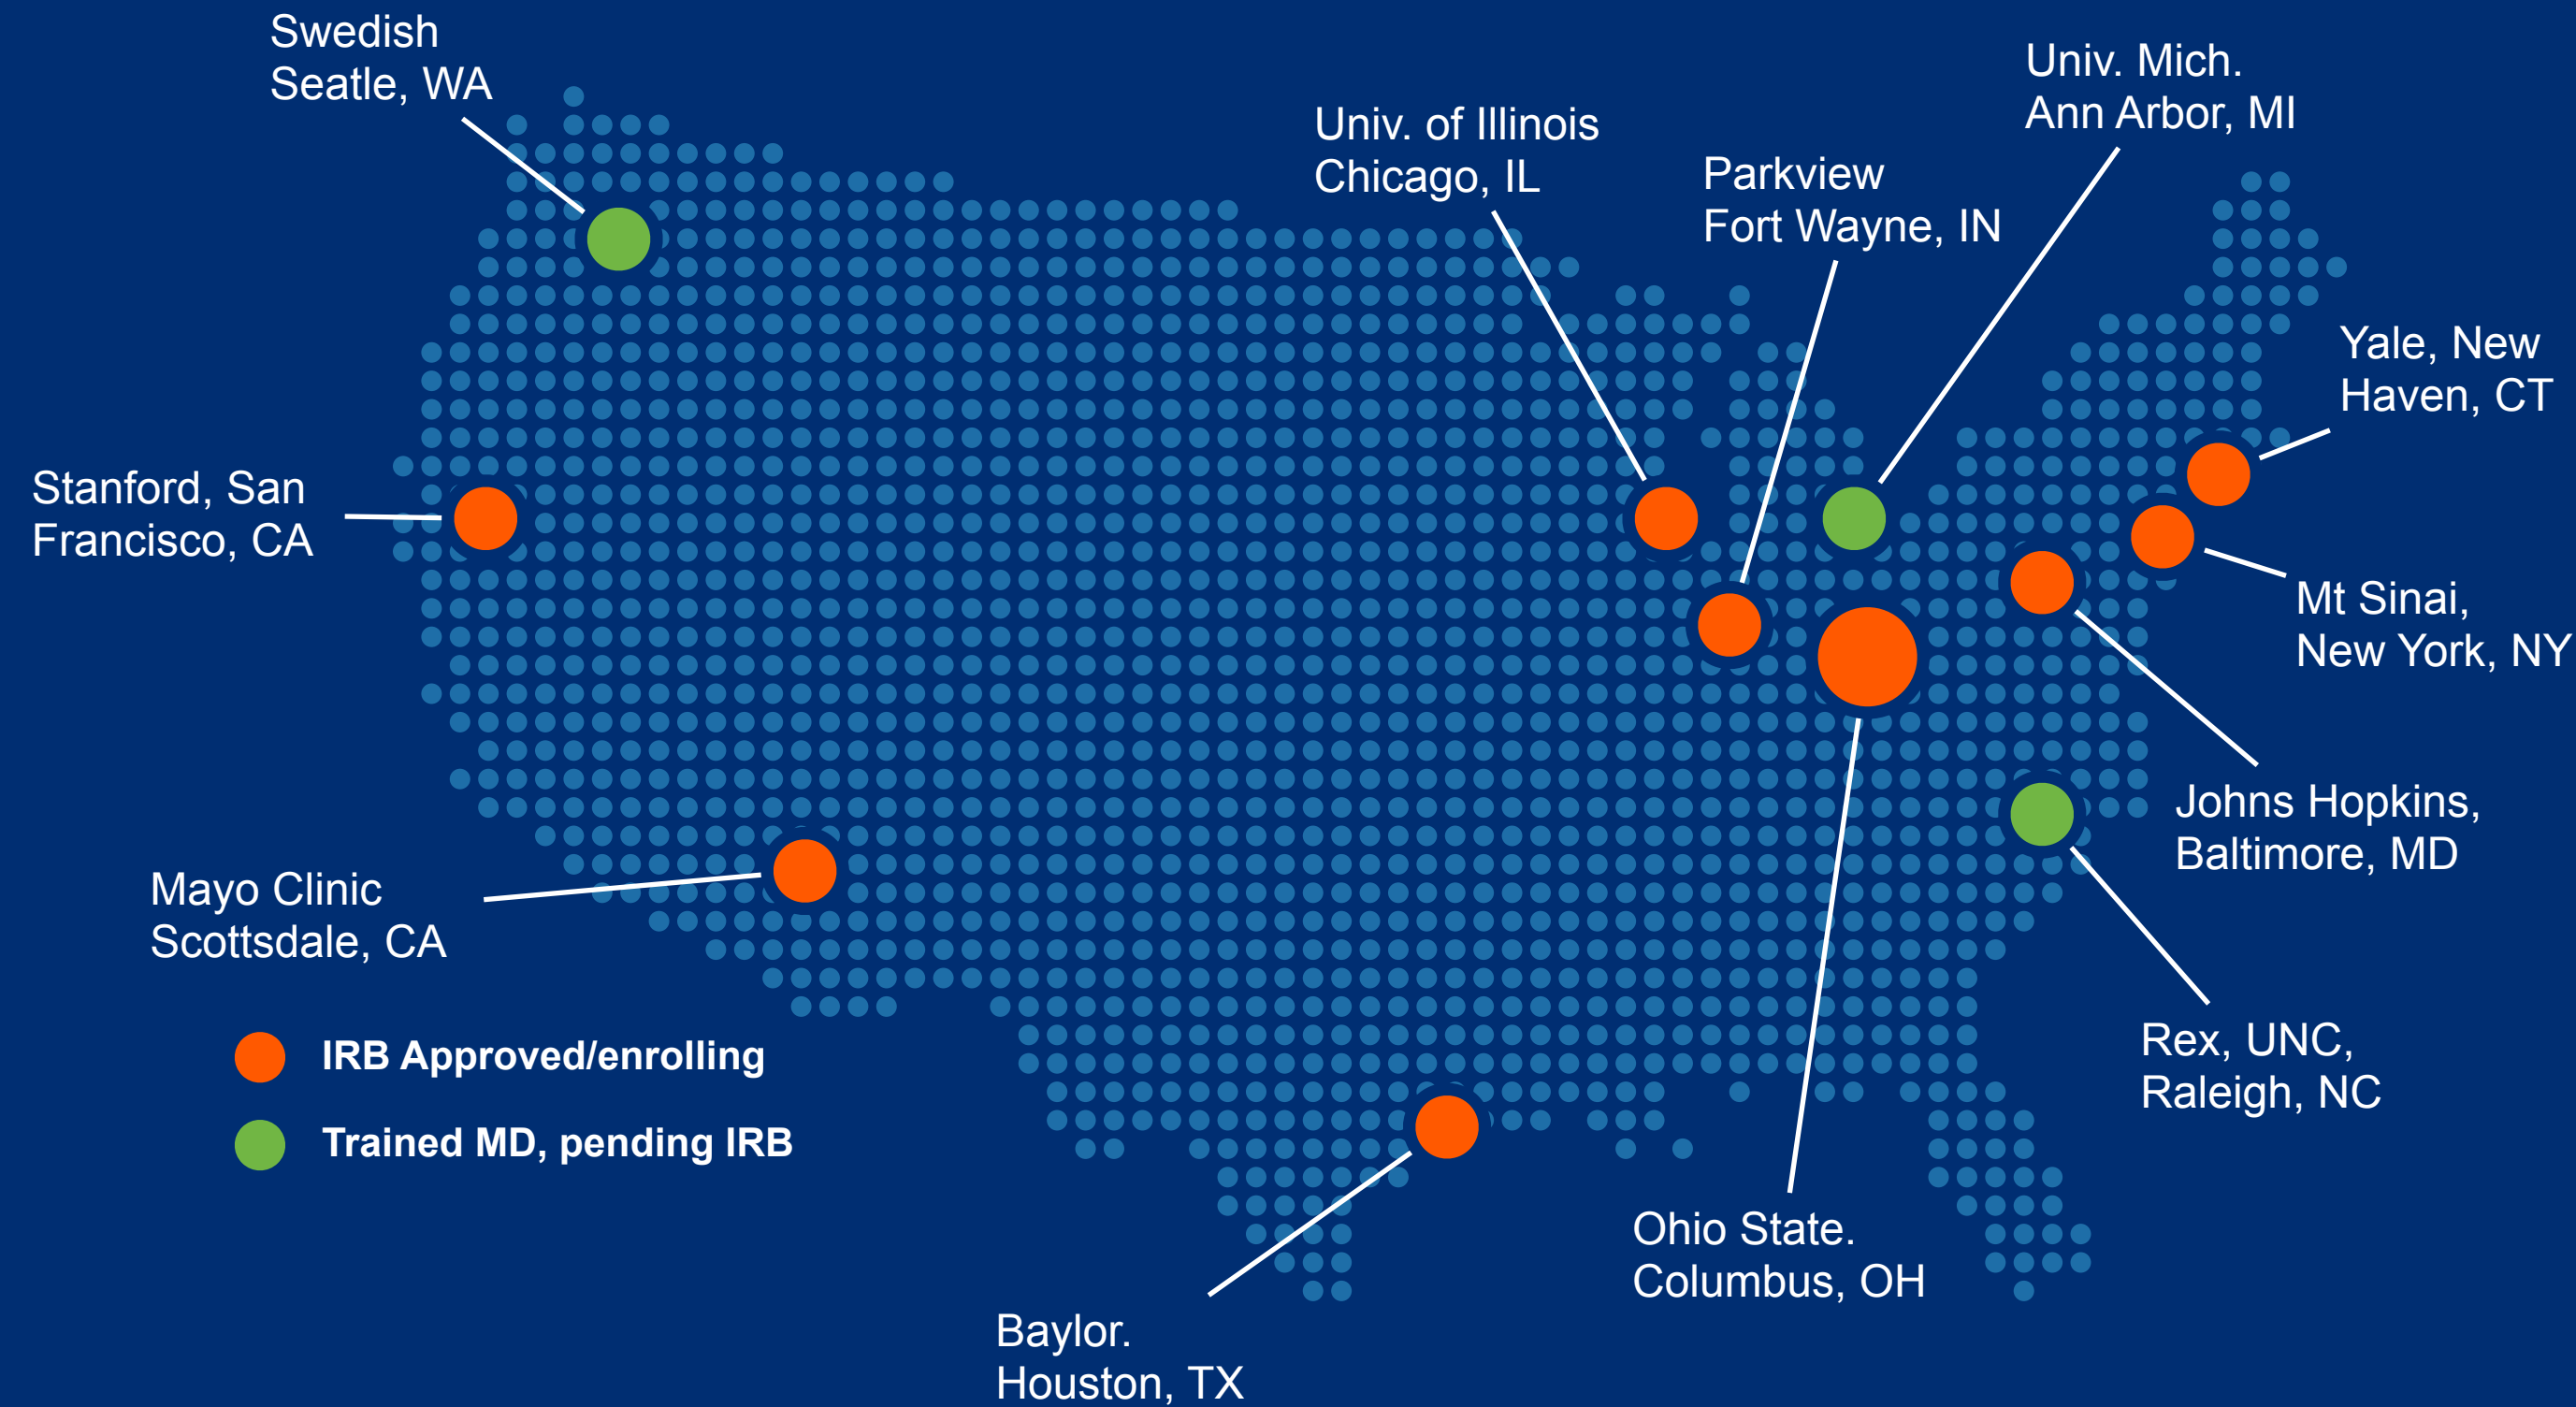 Swedish
Seatle, WA
Univ. Mich.
Ann Arbor, MI
Univ. of Illinois
Chicago, IL
Parkview
Fort Wayne, IN
Yale, New
Haven, CT
Stanford, San
Francisco, CA
Mt Sinai,
New York, NY
Johns Hopkins,
Baltimore, MD
Mayo Clinic
Scottsdale, CA
Rex, UNC,
Raleigh, NC
IRB Approved/enrolling
Trained MD, pending IRB
Ohio State.
Columbus, OH
Baylor.
Houston, TX